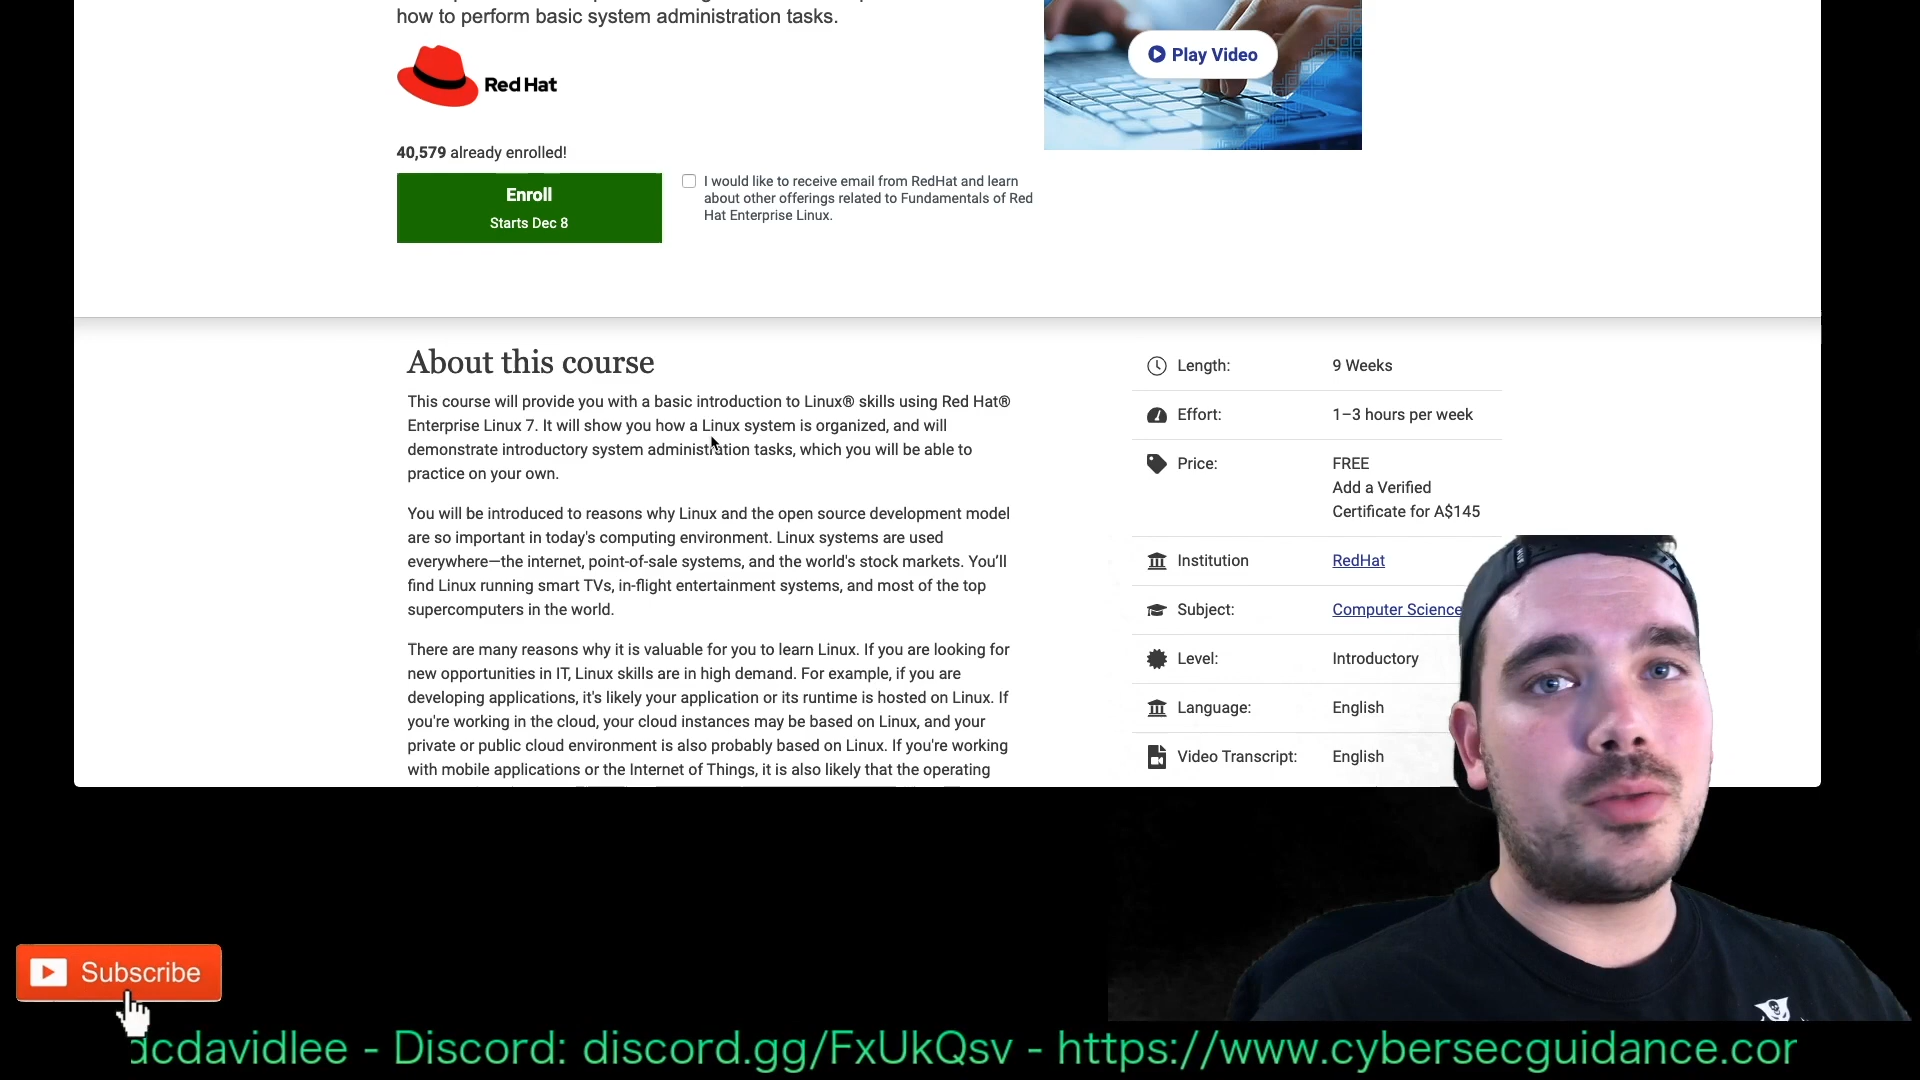 how to perform basic system administration tasks.
Red Hat
Play Video
40,579 already enrolled!
Enroll
Starts Dec 8
I would like to receive email from RedHat and learn
about other offerings related to Fundamentals of Red
Hat Enterprise Linux.
About this course
This course will provide you with a basic introduction to Linux® skills using Red Hat®
Enterprise Linux 7. It will show you how a Linux system is organized, and will
demonstrate introductory system administration tasks, which you will be able to
practice on your own.
You will be introduced to reasons why Linux and the open source development model
are so important in today's computing environment. Linux systems are used
everywhere—the internet, point-of-sale systems, and the world's stock markets. You’ll
find Linux running smart TVs, in-flight entertainment systems, and most of the top
supercomputers in the world.
There are many reasons why it is valuable for you to learn Linux. If you are looking for
new opportunities in IT, Linux skills are in high demand. For example, if you are
developing applications, it's likely your application or its runtime is hosted on Linux. If
you're working in the cloud, your cloud instances may be based on Linux, and your
private or public cloud environment is also probably based on Linux. If you're working
with mobile applications or the Internet of Things, it is also likely that the operating
Length: 9 Weeks
Effort: 1–3 hours per week
Price: FREE
Add a Verified
Certificate for A$145
Institution RedHat
Subject: Computer Science
Level: Introductory
Language: English
Video Transcript: English
Subscribe
dcdavidlee - Discord: discord.gg/FxUkQsv - https://www.cybersecguidance.cor